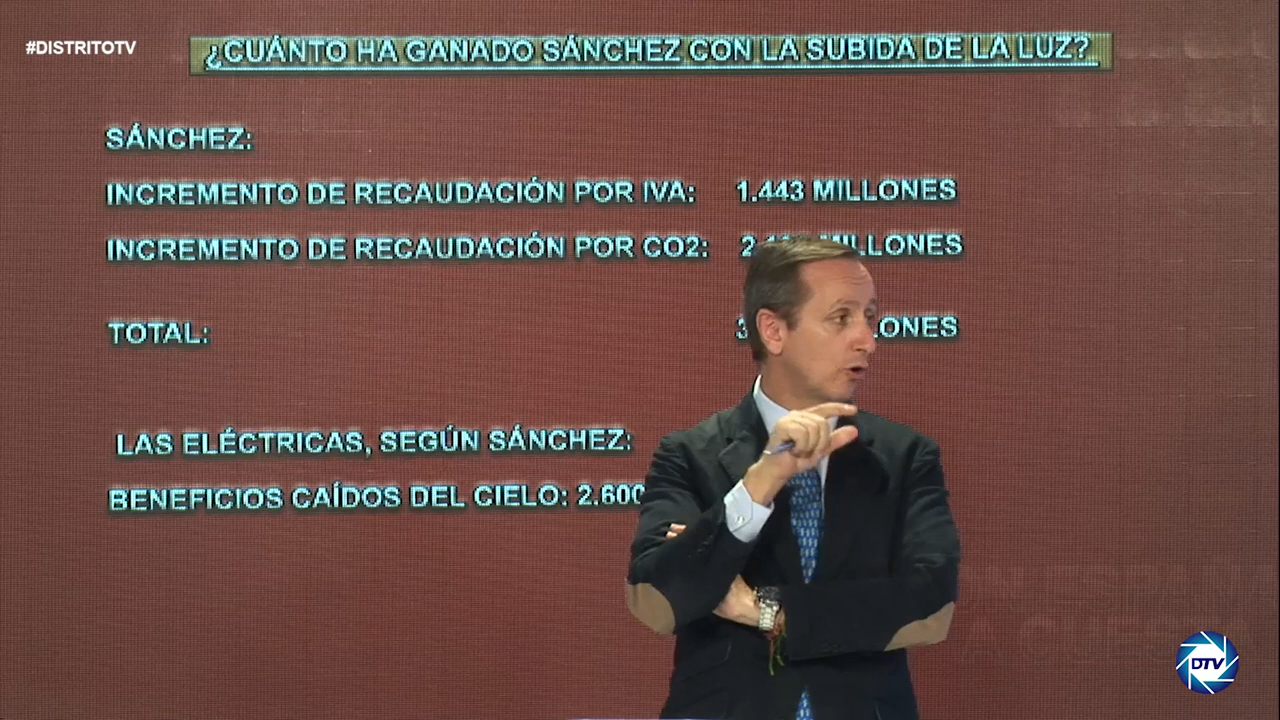 #DISTRITOTV
¿CUÁNTO HA GANADO SÁNCHEZ CON LA SUBIDA DE LA LUZ?
SÁNCHEZ:
INCREMENTO DE RECAUDACIÓN POR IVA: 1.443 MILLONES
INCREMENTO DE RECAUDACIÓN POR CO2: MILLONES
TOTAL:
LAS ELÉCTRICAS, SEGÚN SÁNCHEZ:
BENEFICIOS CAÍDOS DEL CIELO: 2.600
DTV